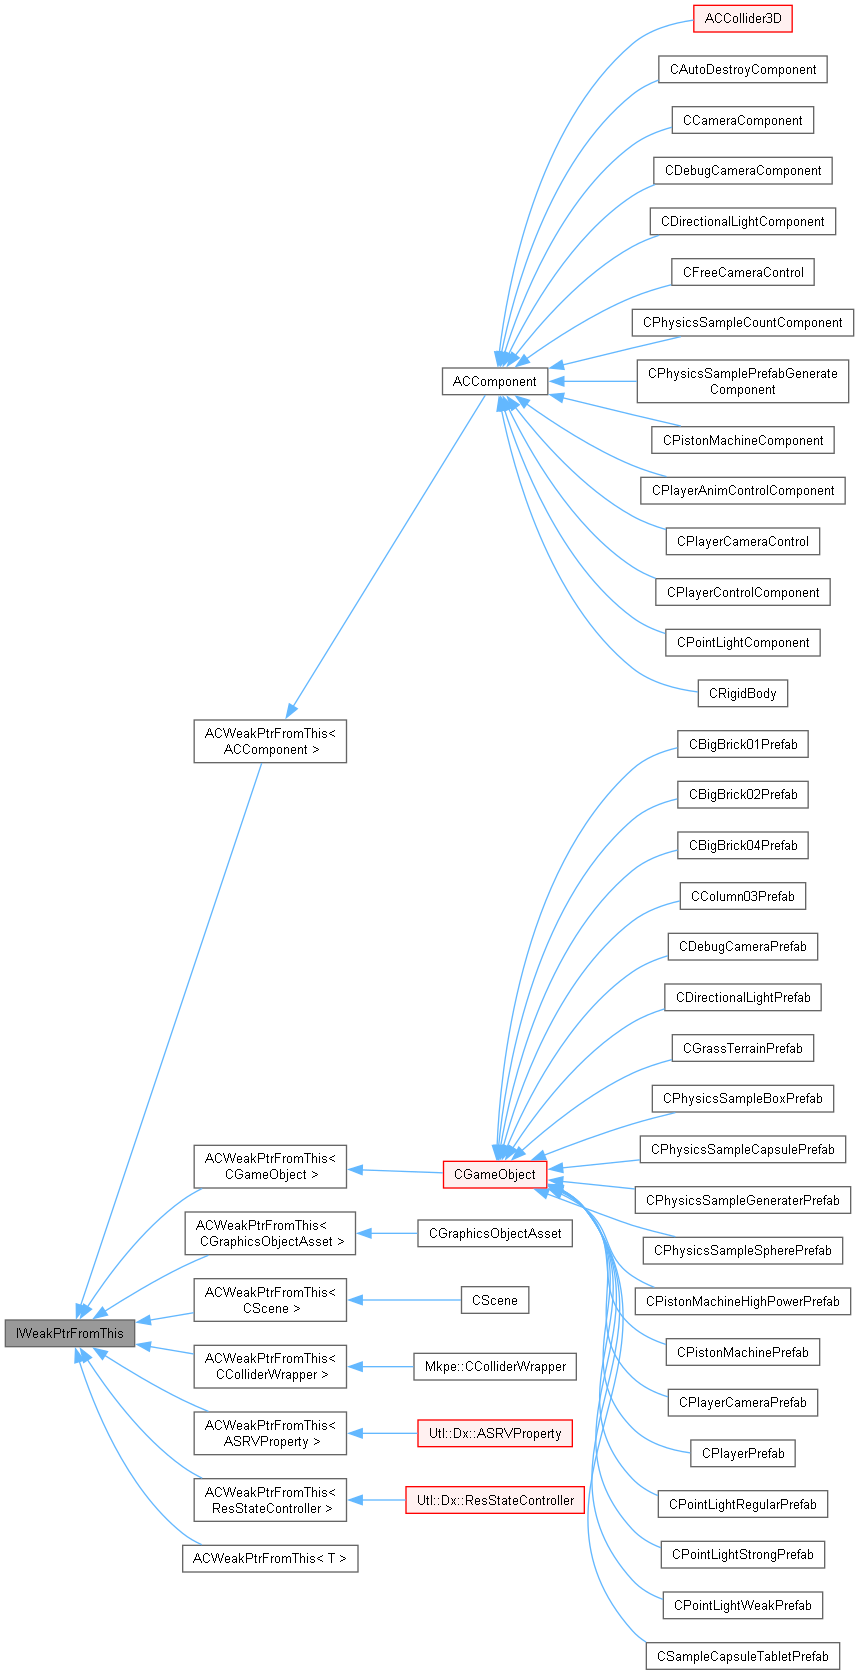 ACCollider3D
CAutoDestroyComponent
CCameraComponent
CDebugCameraComponent
CDirectionalLightComponent
CFreeCameraControl
CPhysicsSampleCountComponent
ACComponent
CPhysicsSamplePrefabGenerate
Component
CPistonMachineComponent
CPlayerAnimControlComponent
CPlayerCameraControl
CPlayerControlComponent
CPointLightComponent
CRigidBody
ACWeakPtrFromThis<
ACComponent >
CBigBrick01Prefab
CBigBrick02Prefab
CBigBrick04Prefab
CColumn03Prefab
CDebugCameraPrefab
CDirectionalLightPrefab
CGrassTerrainPrefab
CPhysicsSampleBoxPrefab
CPhysicsSampleCapsulePrefab
ACWeakPtrFromThis<
CGameObject >
CGameObject
CPhysicsSampleGeneraterPrefab
ACWeakPtrFromThis<
CGraphicsObjectAsset >
CGraphicsObjectAsset
CPhysicsSampleSpherePrefab
ACWeakPtrFromThis<
CScene >
CScene
CPistonMachineHighPowerPrefab
IWeakPtrFromThis
CPistonMachinePrefab
ACWeakPtrFromThis<
CColliderWrapper >
Mkpe::CColliderWrapper
CPlayerCameraPrefab
ACWeakPtrFromThis<
ASRVProperty >
Utl::Dx::ASRVProperty
CPlayerPrefab
ACWeakPtrFromThis<
ResStateController >
Utl::Dx::ResStateController
CPointLightRegularPrefab
ACWeakPtrFromThis< T >
CPointLightStrongPrefab
CPointLightWeakPrefab
CSampleCapsuleTabletPrefab